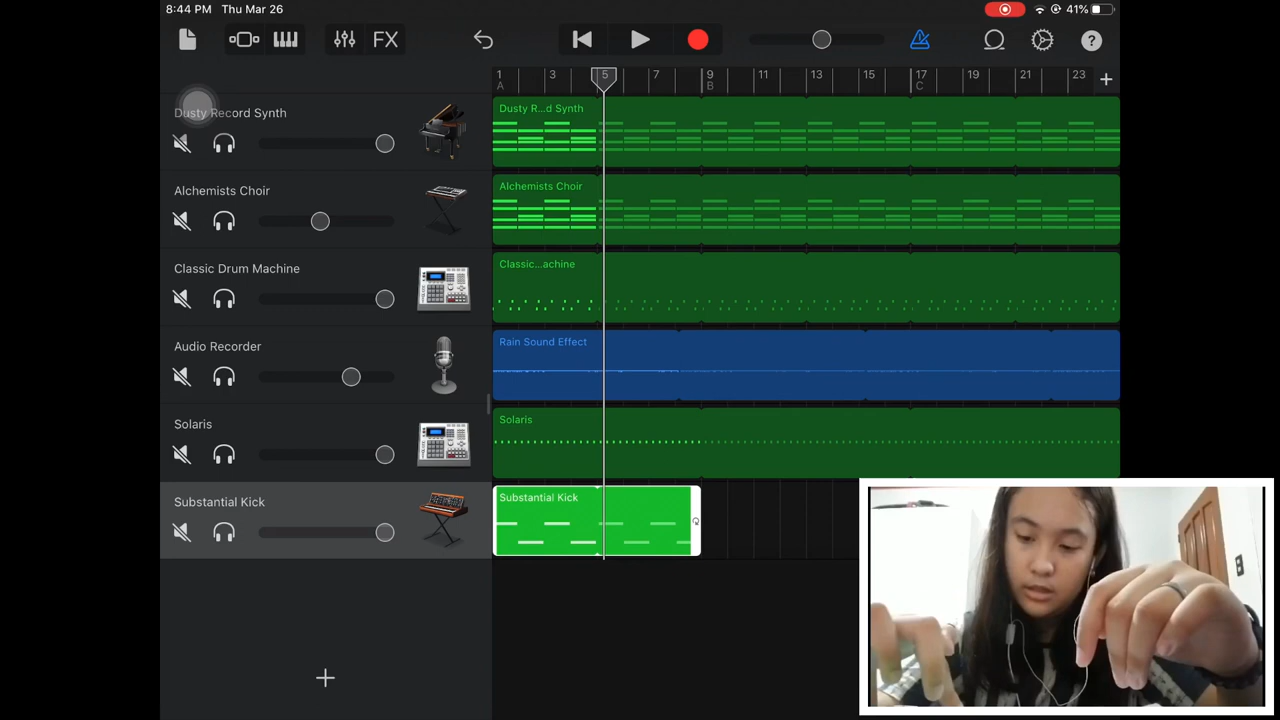 8:44 PM Thu Mar 26
41%
FX
?
1 3 5 7 9 11 13 15 17 19 21 23 +
A B C
Dusty Record Synth
Dusty R...d Synth
Alchemists Choir
Alchemists Choir
Classic Drum Machine
Classic...achine
Audio Recorder
Rain Sound Effect
Solaris
Solaris
Substantial Kick
Substantial Kick
+